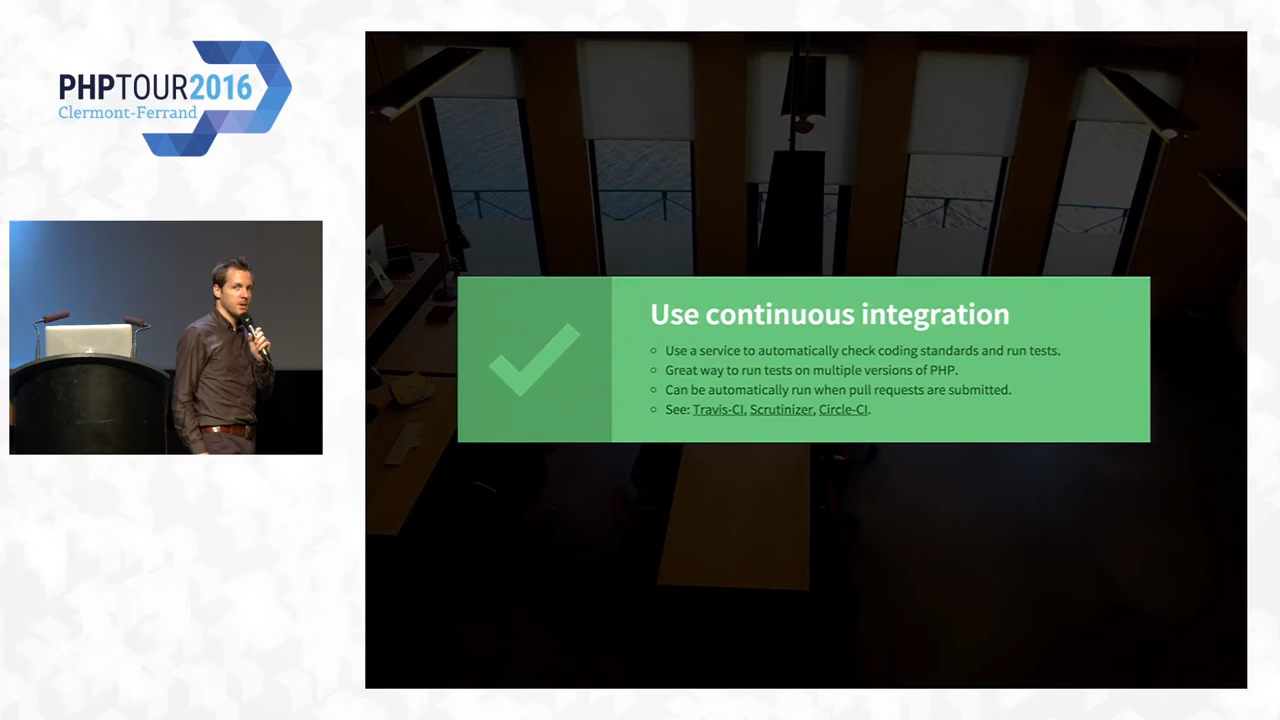 PHPTOUR2016
Clermont-Ferrand
Use continuous integration
Use a service to automatically check coding standards and run tests.
Great way to run tests on multiple versions of PHP.
Can be automatically run when pull requests are submitted.
See: Travis-CI, Scrutinizer, Circle-CI.